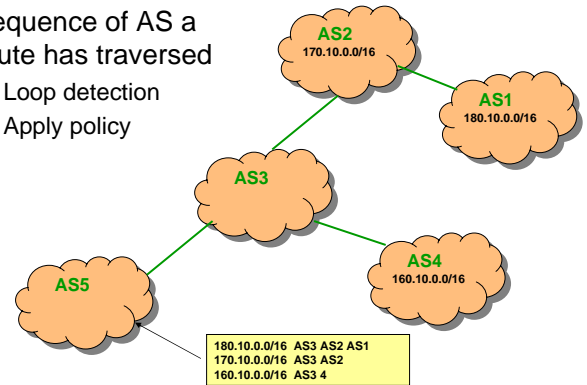 equence of AS a
ute has traversed
Loop detection
Apply policy
AS2
170.10.0.0/16
AS1
180.10.0.0/16
AS3
AS4
160.10.0.0/16
AS5
180.10.0.0/16 AS3 AS2 AS1
170.10.0.0/16 AS3 AS2
160.10.0.0/16 AS3 4